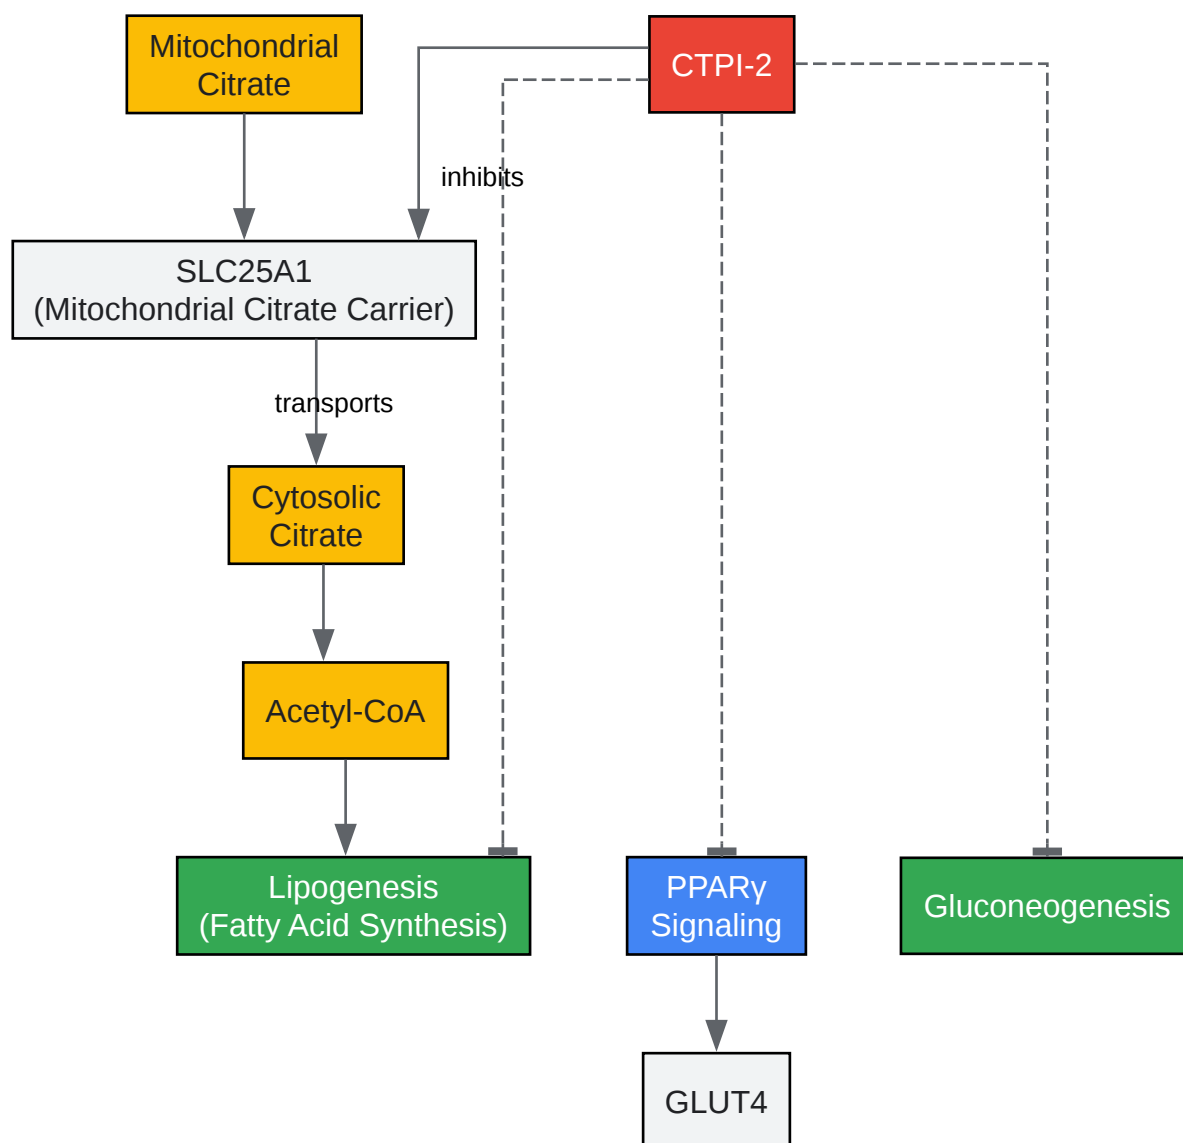 Mitochondrial
Citrate
CTPI-2
inhibits
SLC25A1
(Mitochondrial Citrate Carrier)
transports
Cytosolic
Citrate
Acetyl-CoA
Lipogenesis
(Fatty Acid Synthesis)
PPARγ
Signaling
Gluconeogenesis
GLUT4